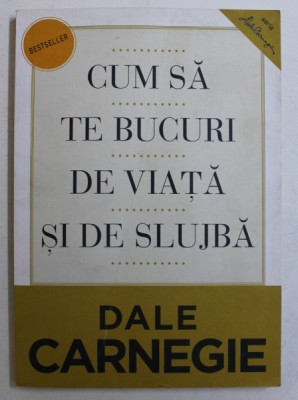 BESTSELLER
CUM SĂ
TE BUCURI
DE VIAȚĂ
ȘI DE SLUJBĂ
DALE
CARNEGIE